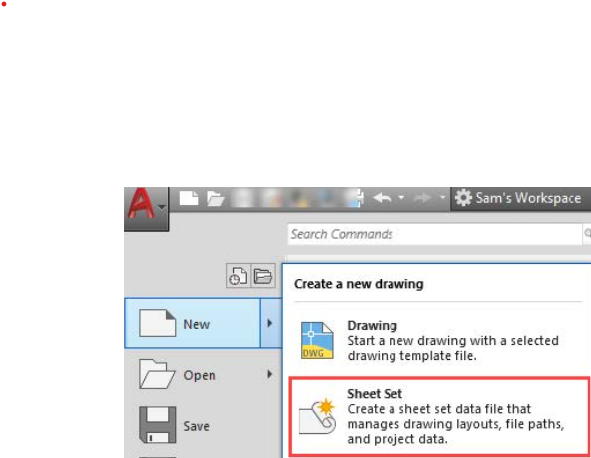 Sam's Workspace
Search Commands
Create a new drawing
New
Drawing
Start a new drawing with a selected
drawing template file.
DWG
Open
Sheet Set
Create a sheet set data file that
manages drawing layouts, file paths,
and project data.
Save